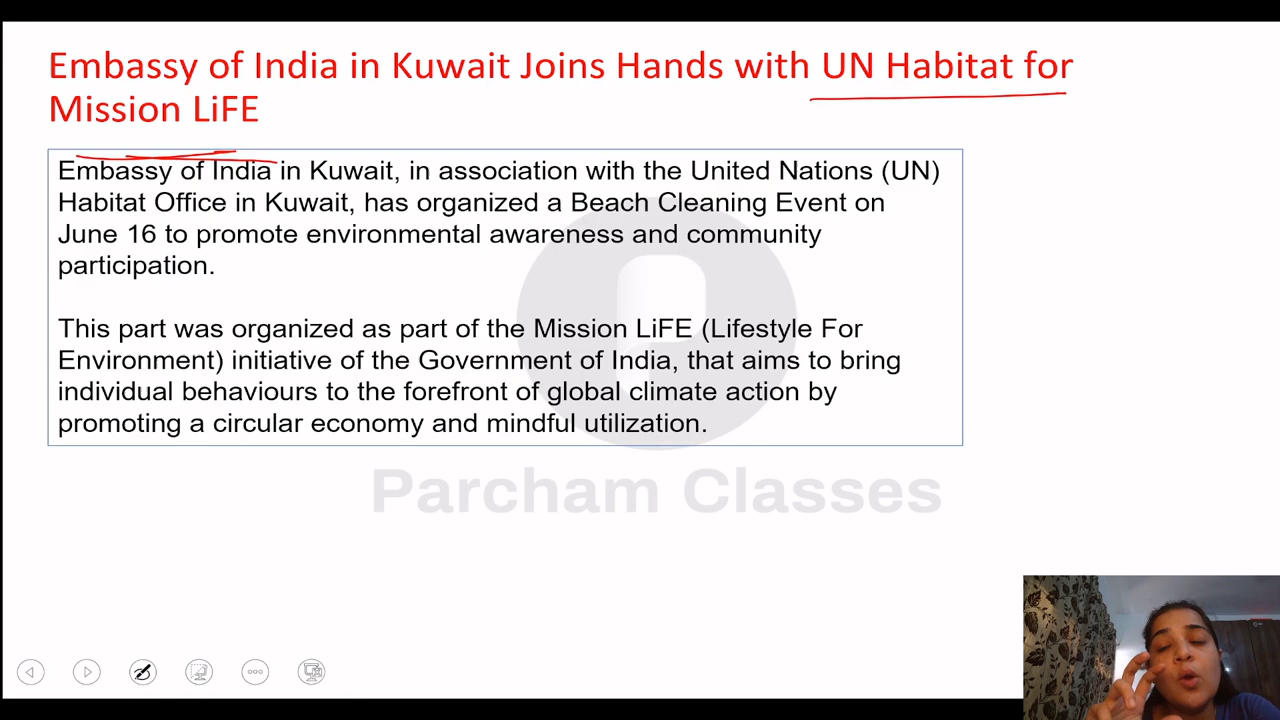 Embassy of India in Kuwait Joins Hands with UN Habitat for
Mission LiFE
Embassy of India in Kuwait, in association with the United Nations (UN)
Habitat Office in Kuwait, has organized a Beach Cleaning Event on
June 16 to promote environmental awareness and community
participation.
This part was organized as part of the Mission LiFE (Lifestyle For
Environment) initiative of the Government of India, that aims to bring
individual behaviours to the forefront of global climate action by
promoting a circular economy and mindful utilization.
Parcham Classes